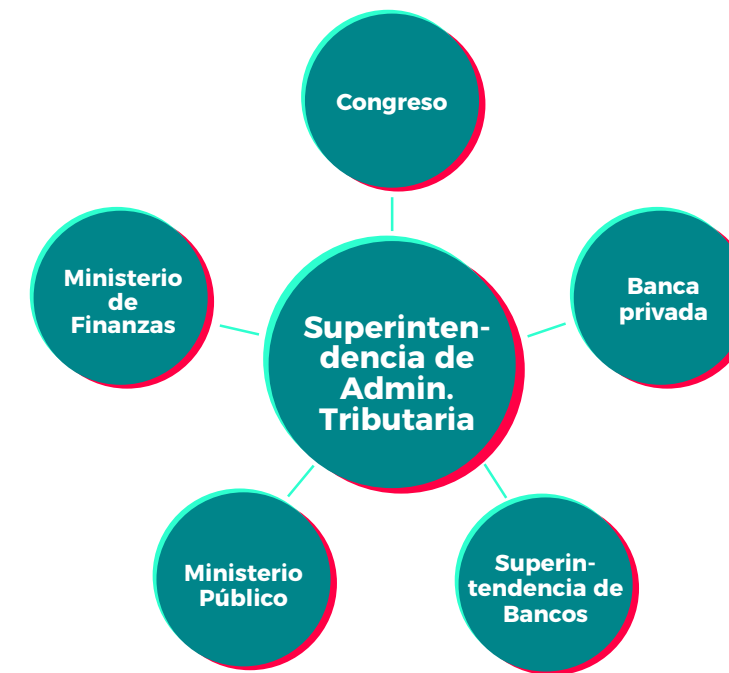 Congreso
Ministerio
de
Finanzas
Banca
privada
Superinten-
dencia de
Admin.
Tributaria
Ministerio
Público
Superin-
tendencia de
Bancos